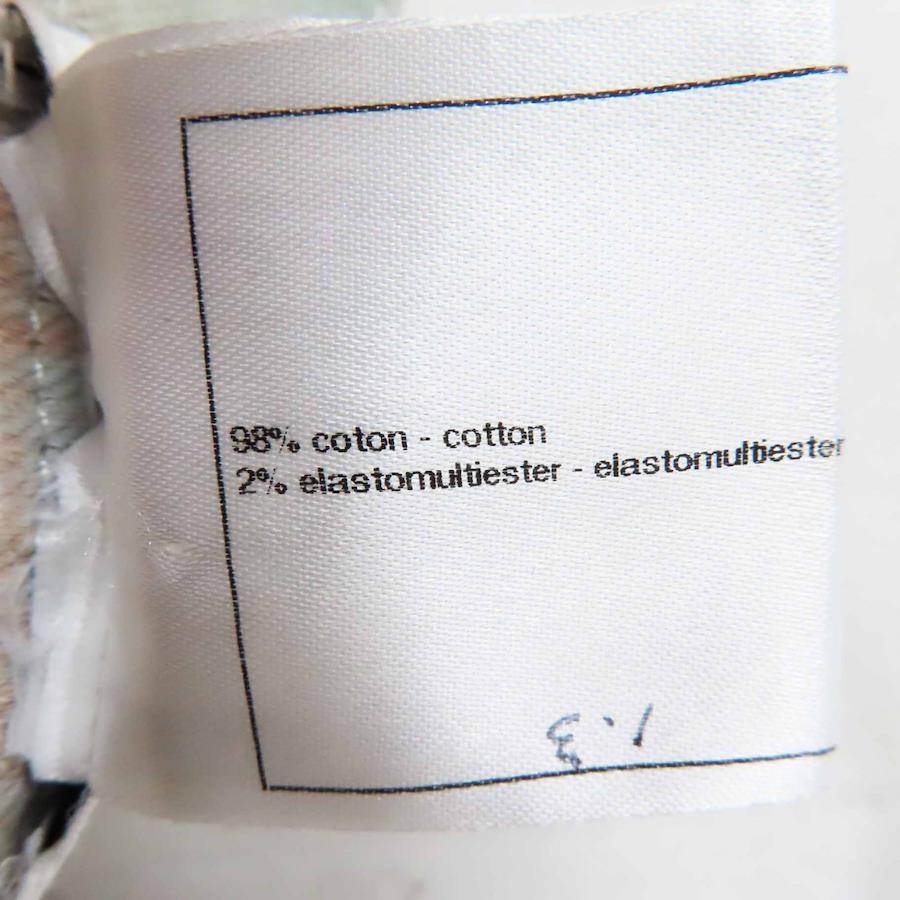 98% coton - cotton
2% elastomultiester - elastomultiester